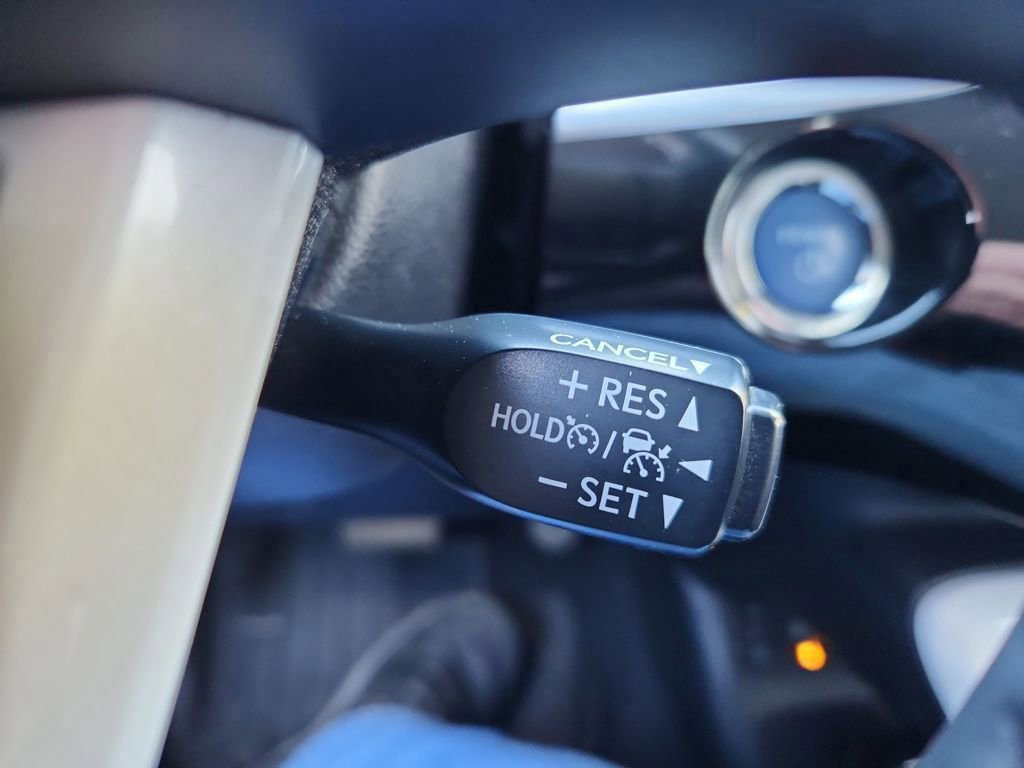 CANCEL▼
+ RES ▲
HOLD / ◀
– SET ▼